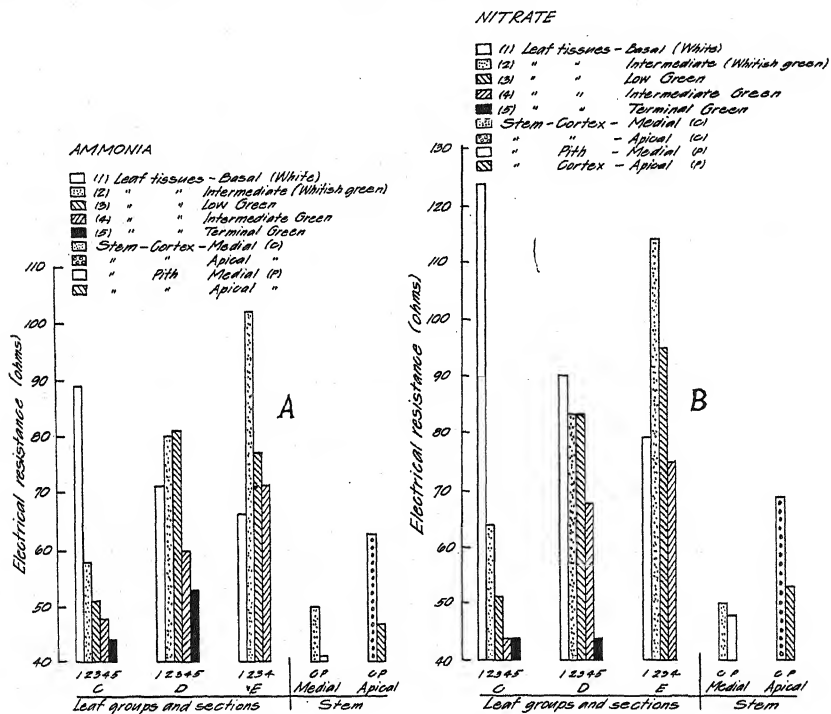 AMMONIA
(1) Leaf tissues - Basal (White)
(2) " " Intermediate (Whitish green)
(3) " " Low Green
(4) " " Intermediate Green
(5) " " Terminal Green
Stem - Cortex - Medial (C)
" " Apical "
" Pith Medial (P)
" " Apical "
Electrical resistance (ohms)
110
100
90
80
70
60
50
40
A
1 2 3 4 5
C
1 2 3 4 5
D
1 2 3 4
E
C P
Medial
C P
Apical
Leaf groups and sections
Stem
NITRATE
(1) Leaf tissues - Basal (White)
(2) " " Intermediate (Whitish green)
(3) " " Low Green
(4) " " Intermediate Green
(5) " " Terminal Green
Stem - Cortex - Medial (C)
" " - Apical (C)
" Pith - Medial (P)
" Cortex - Apical (P)
Electrical resistance (ohms)
130
120
110
100
90
80
70
60
50
40
B
1 2 3 4 5
C
1 2 3 4 5
D
1 2 3 4
E
C P
Medial
C P
Apical
Leaf groups and sections
Stem